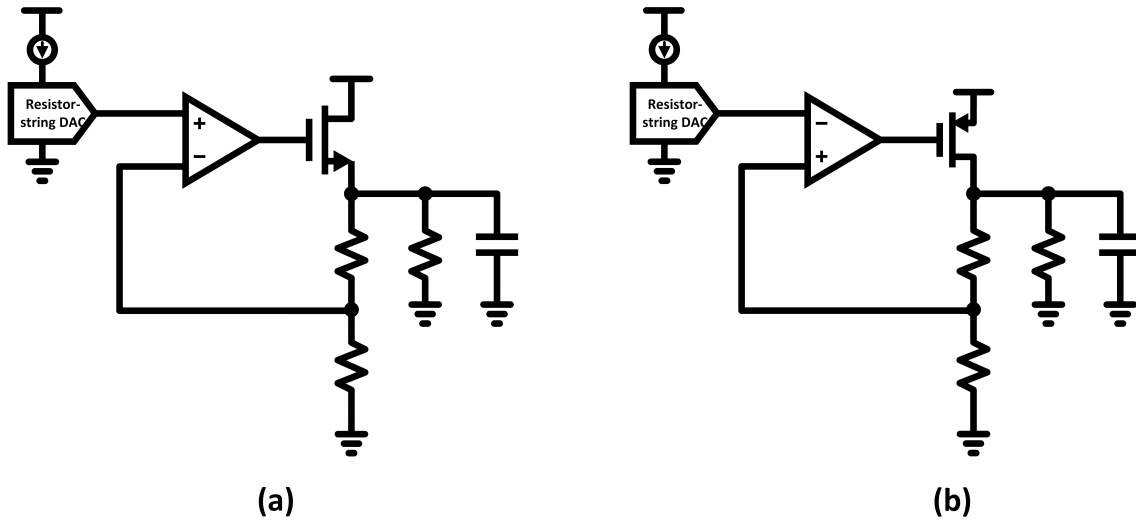 Resistor-
string DAC
+
−
(a)
Resistor-
string DAC
−
+
(b)